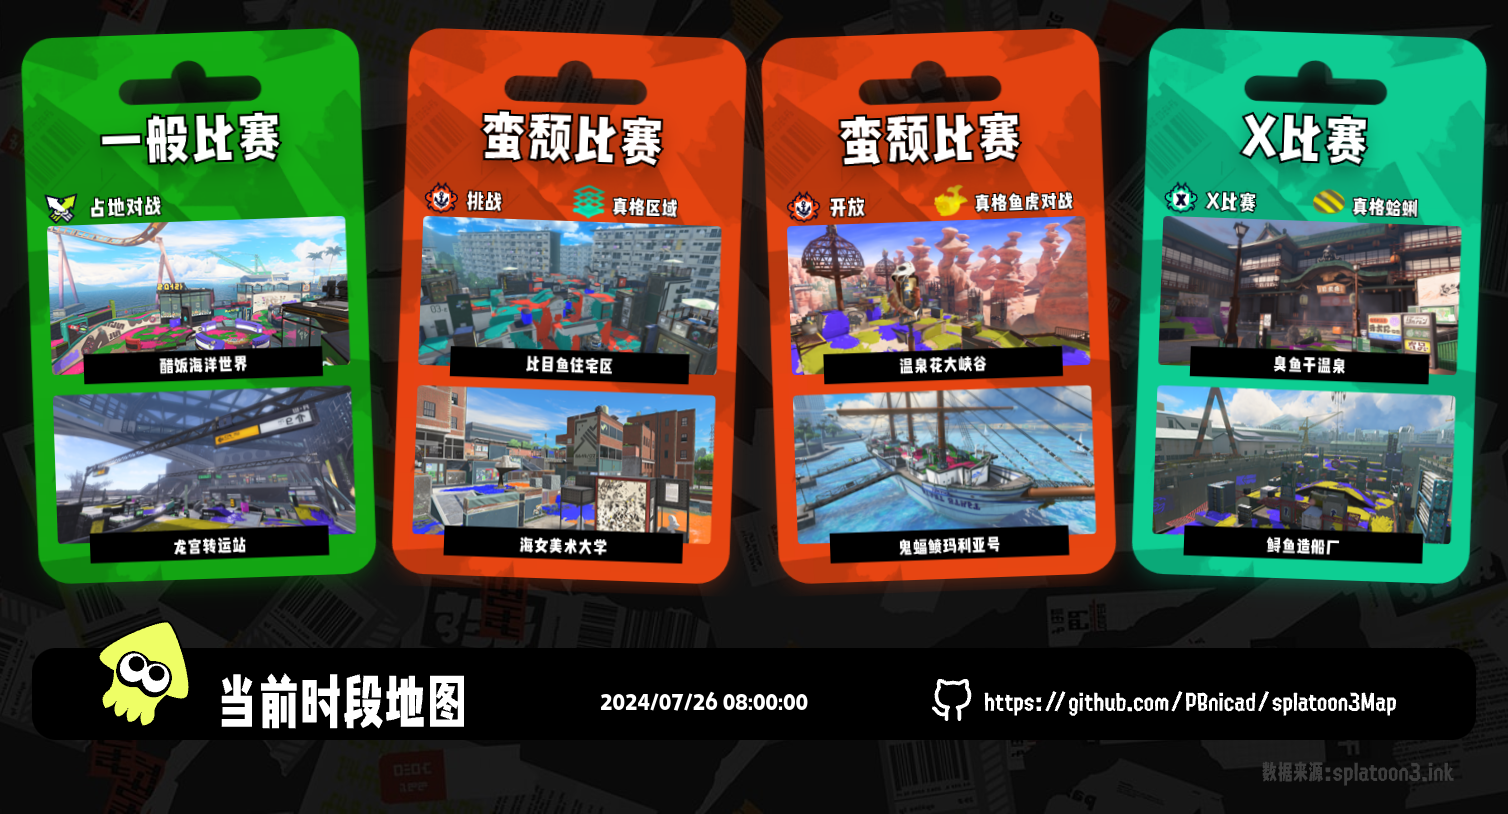 一般比赛
占地对战
醋饭海洋世界
龙宫转运站
蛮颓比赛
挑战
真格区域
比目鱼住宅区
海女美术大学
蛮颓比赛
开放
真格鱼虎对战
温泉花大峡谷
鬼蝠鲼玛利亚号
X比赛
X比赛
真格蛤蜊
臭鱼干温泉
鲟鱼造船厂
当前时段地图
2024/07/26 08:00:00
https://github.com/PBnicad/splatoon3Map
数据来源:splatoon3.ink